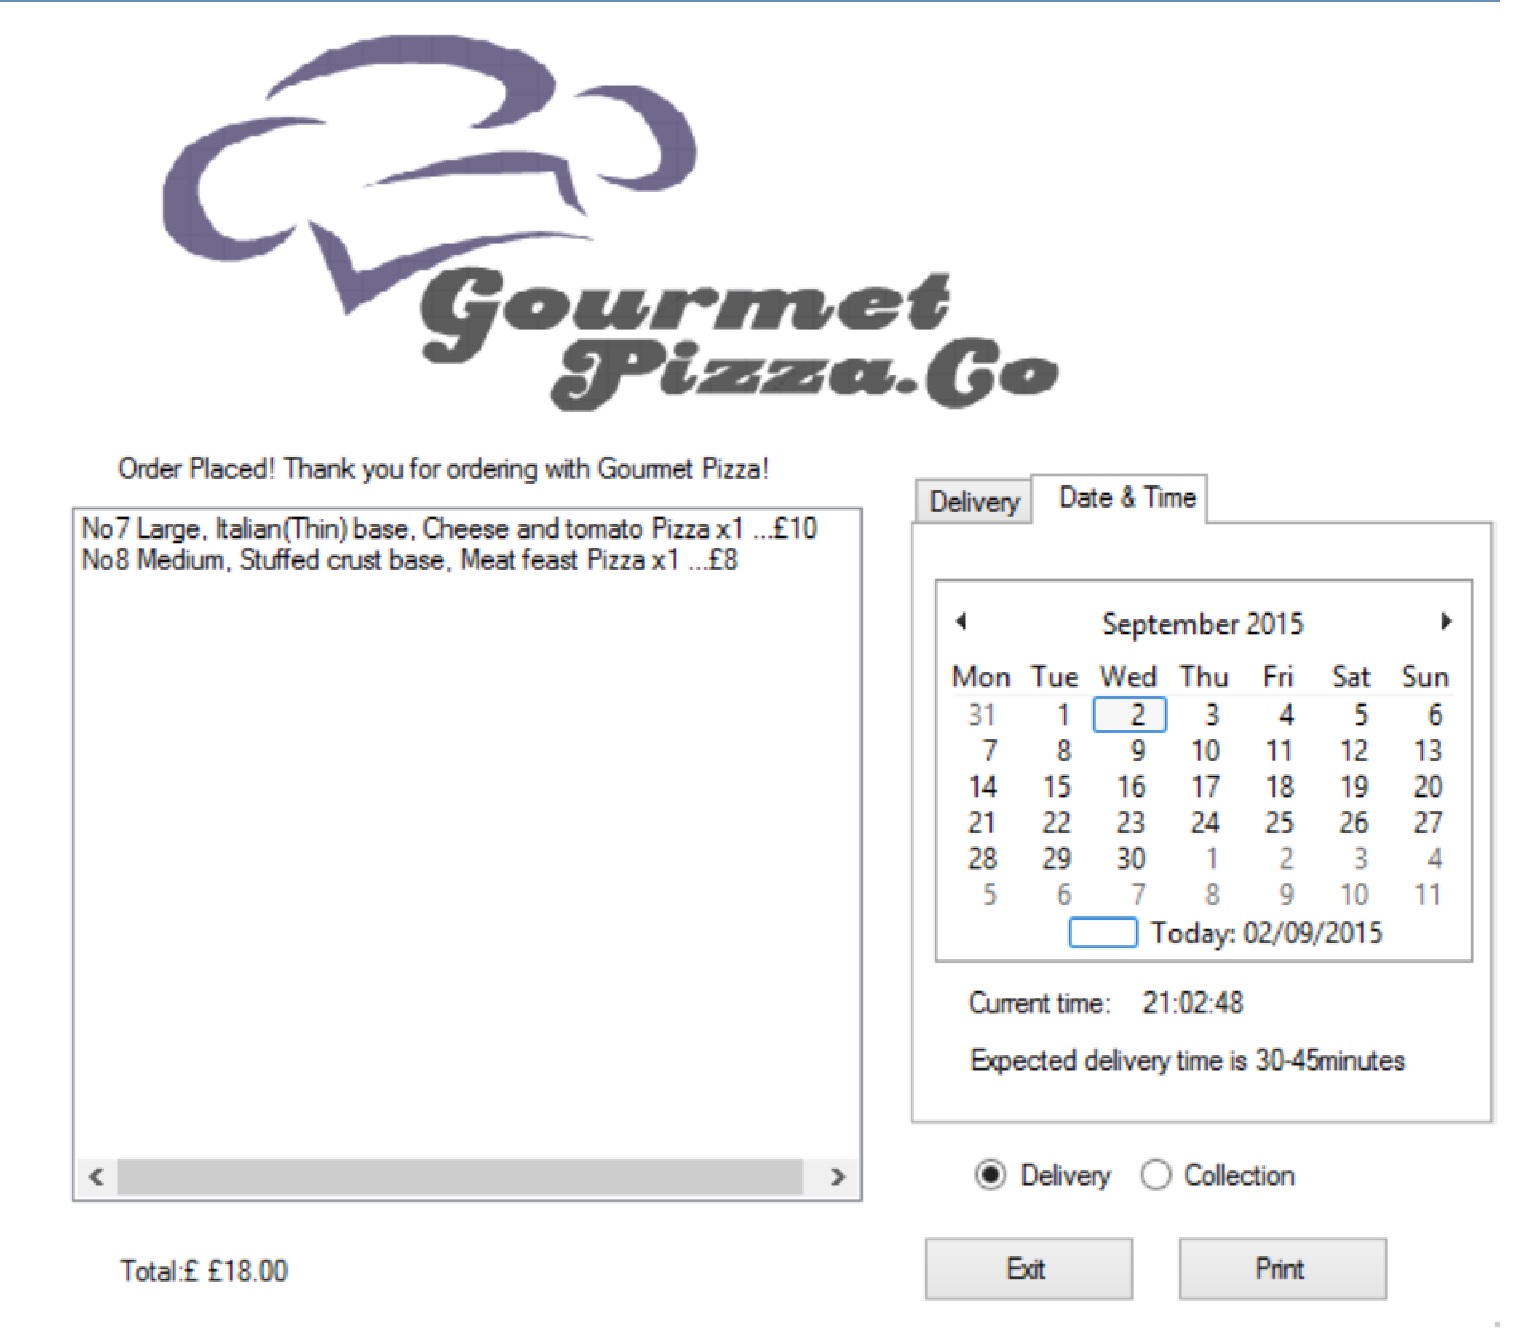 Gourmet
Pizza.Co
Order Placed! Thank you for ordering with Gourmet Pizza!
No7 Large, Italian(Thin) base, Cheese and tomato Pizza x1 ...£10
No8 Medium, Stuffed crust base, Meat feast Pizza x1 ...£8
Total:£ £18.00
Delivery Date & Time
September 2015
Mon Tue Wed Thu Fri Sat Sun
31 1 2 3 4 5 6
7 8 9 10 11 12 13
14 15 16 17 18 19 20
21 22 23 24 25 26 27
28 29 30 1 2 3 4
5 6 7 8 9 10 11
Today: 02/09/2015
Current time: 21:02:48
Expected delivery time is 30-45minutes
Delivery Collection
Exit Print